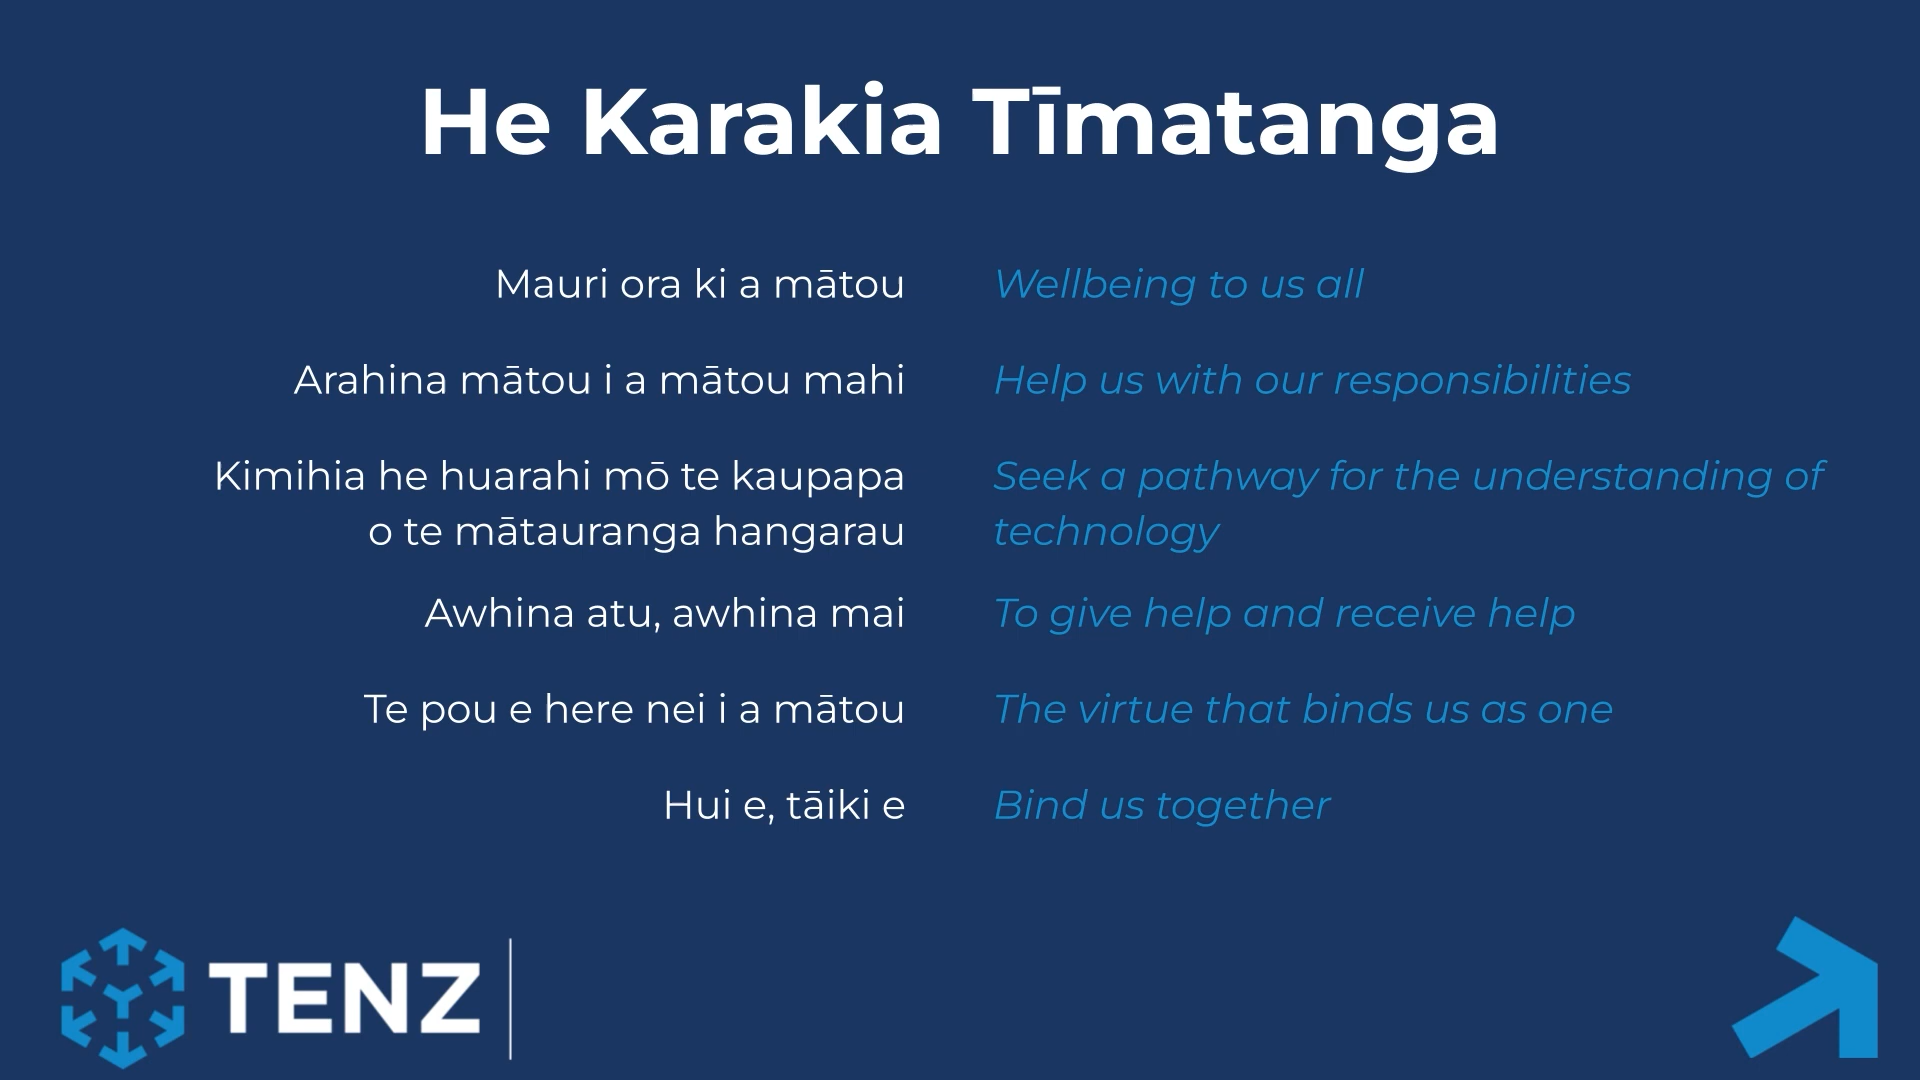 He Karakia Tīmatanga
Mauri ora ki a mātou
Wellbeing to us all
Arahina mātou i a mātou mahi
Help us with our responsibilities
Kimihia he huarahi mō te kaupapa
o te mātauranga hangarau
Seek a pathway for the understanding of
technology
Awhina atu, awhina mai
To give help and receive help
Te pou e here nei i a mātou
The virtue that binds us as one
Hui e, tāiki e
Bind us together
TENZ